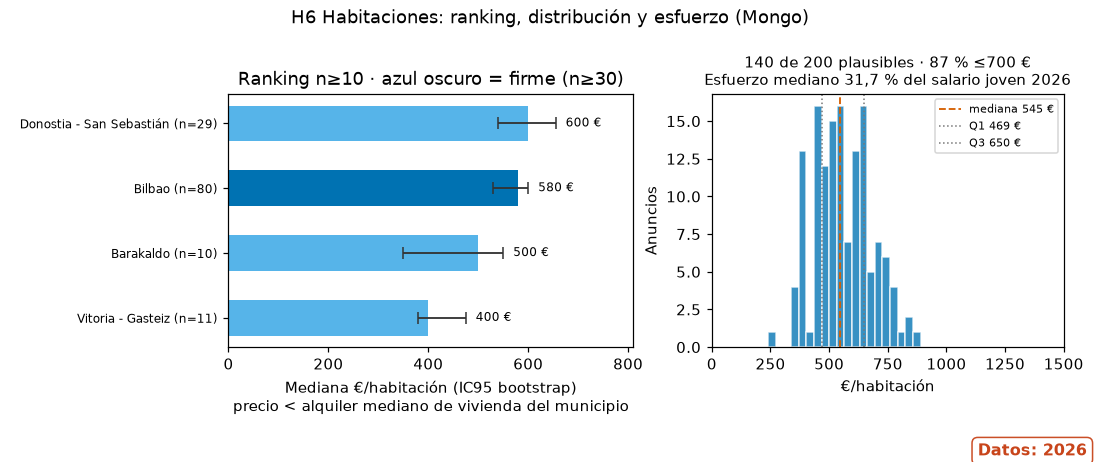 H6 Habitaciones: ranking, distribución y esfuerzo (Mongo)
Ranking n≥10 · azul oscuro = firme (n≥30)
Donostia - San Sebastián (n=29)
600 €
Bilbao (n=80)
580 €
Barakaldo (n=10)
500 €
Vitoria - Gasteiz (n=11)
400 €
0 200 400 600 800
Mediana €/habitación (IC95 bootstrap)
precio < alquiler mediano de vivienda del municipio
140 de 200 plausibles · 87 % ≤700 €
Esfuerzo mediano 31,7 % del salario joven 2026
mediana 545 €
Q1 469 €
Q3 650 €
Anuncios
15.0
12.5
10.0
7.5
5.0
2.5
0.0
0 250 500 750 1000 1250 1500
€/habitación
Datos: 2026